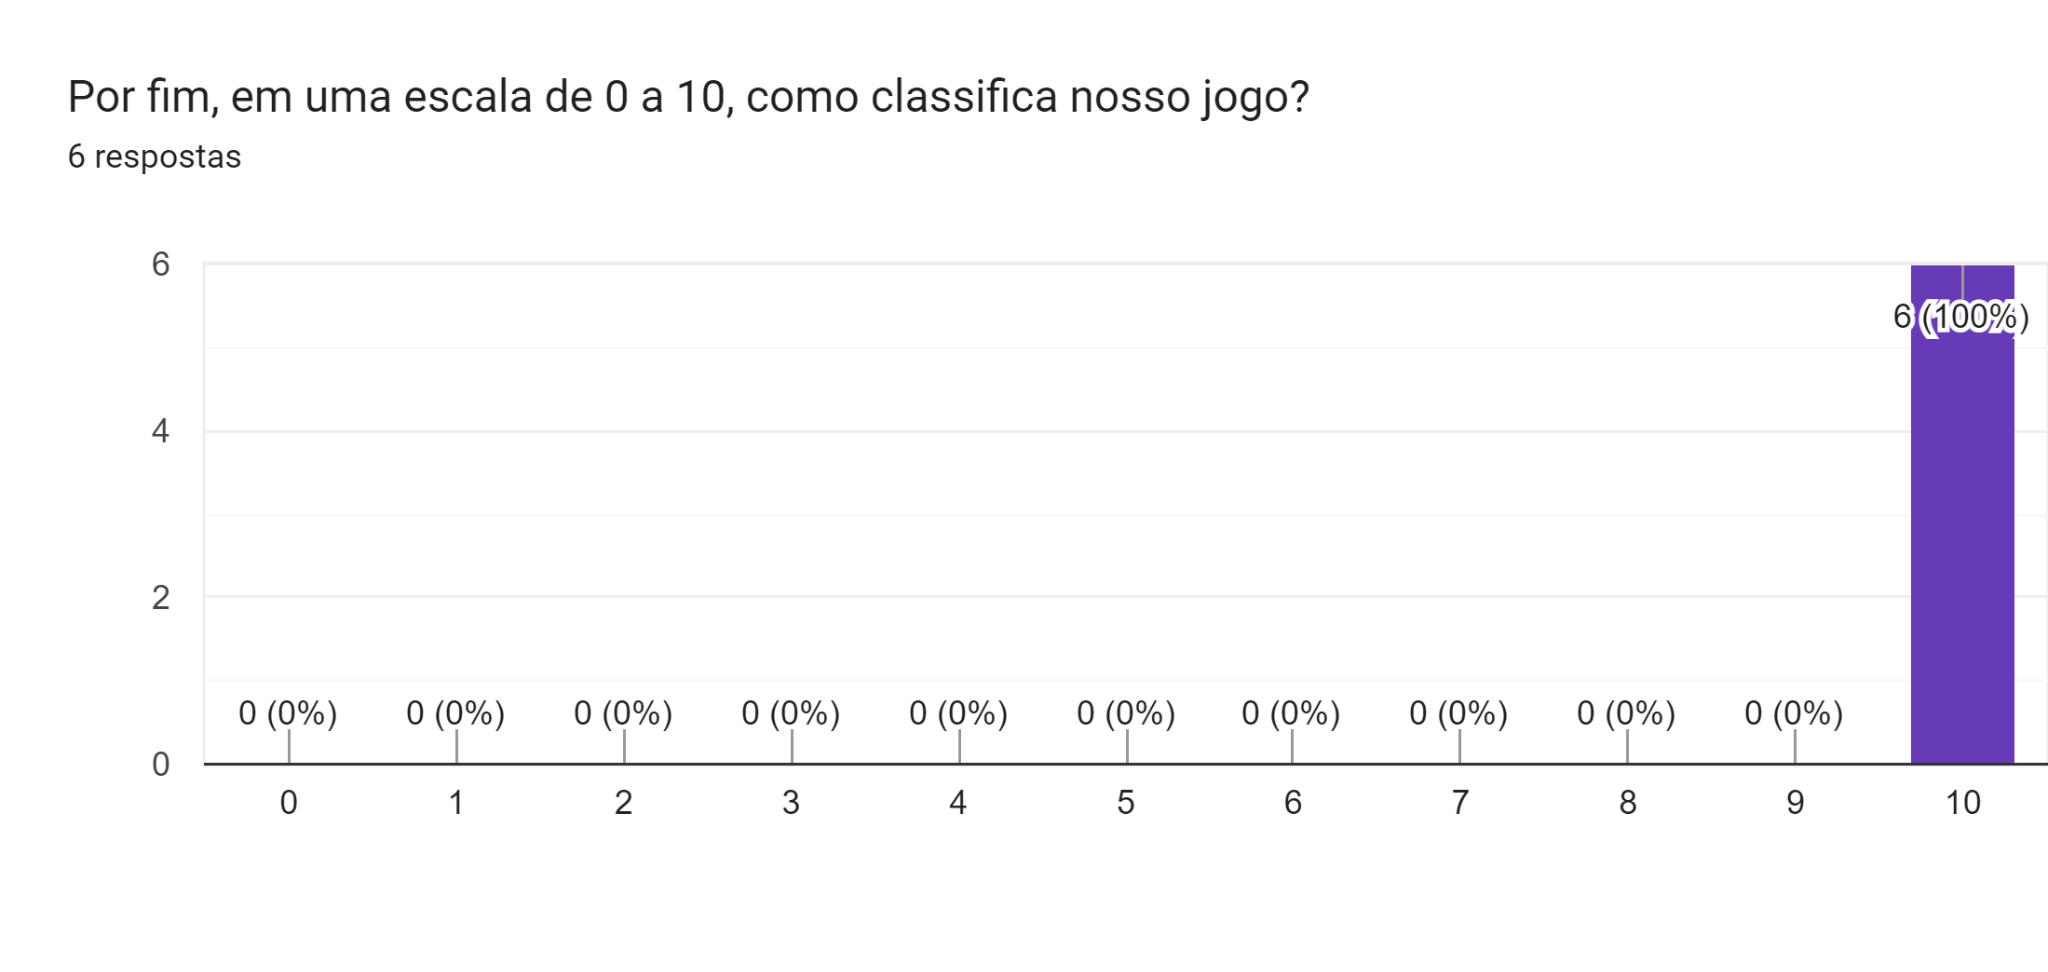 Por fim, em uma escala de 0 a 10, como classifica nosso jogo?
6 respostas
6
6 (100%)
4
2
0 (0%) 0 (0%) 0 (0%) 0 (0%) 0 (0%) 0 (0%) 0 (0%) 0 (0%) 0 (0%) 0 (0%)
0
0 1 2 3 4 5 6 7 8 9 10